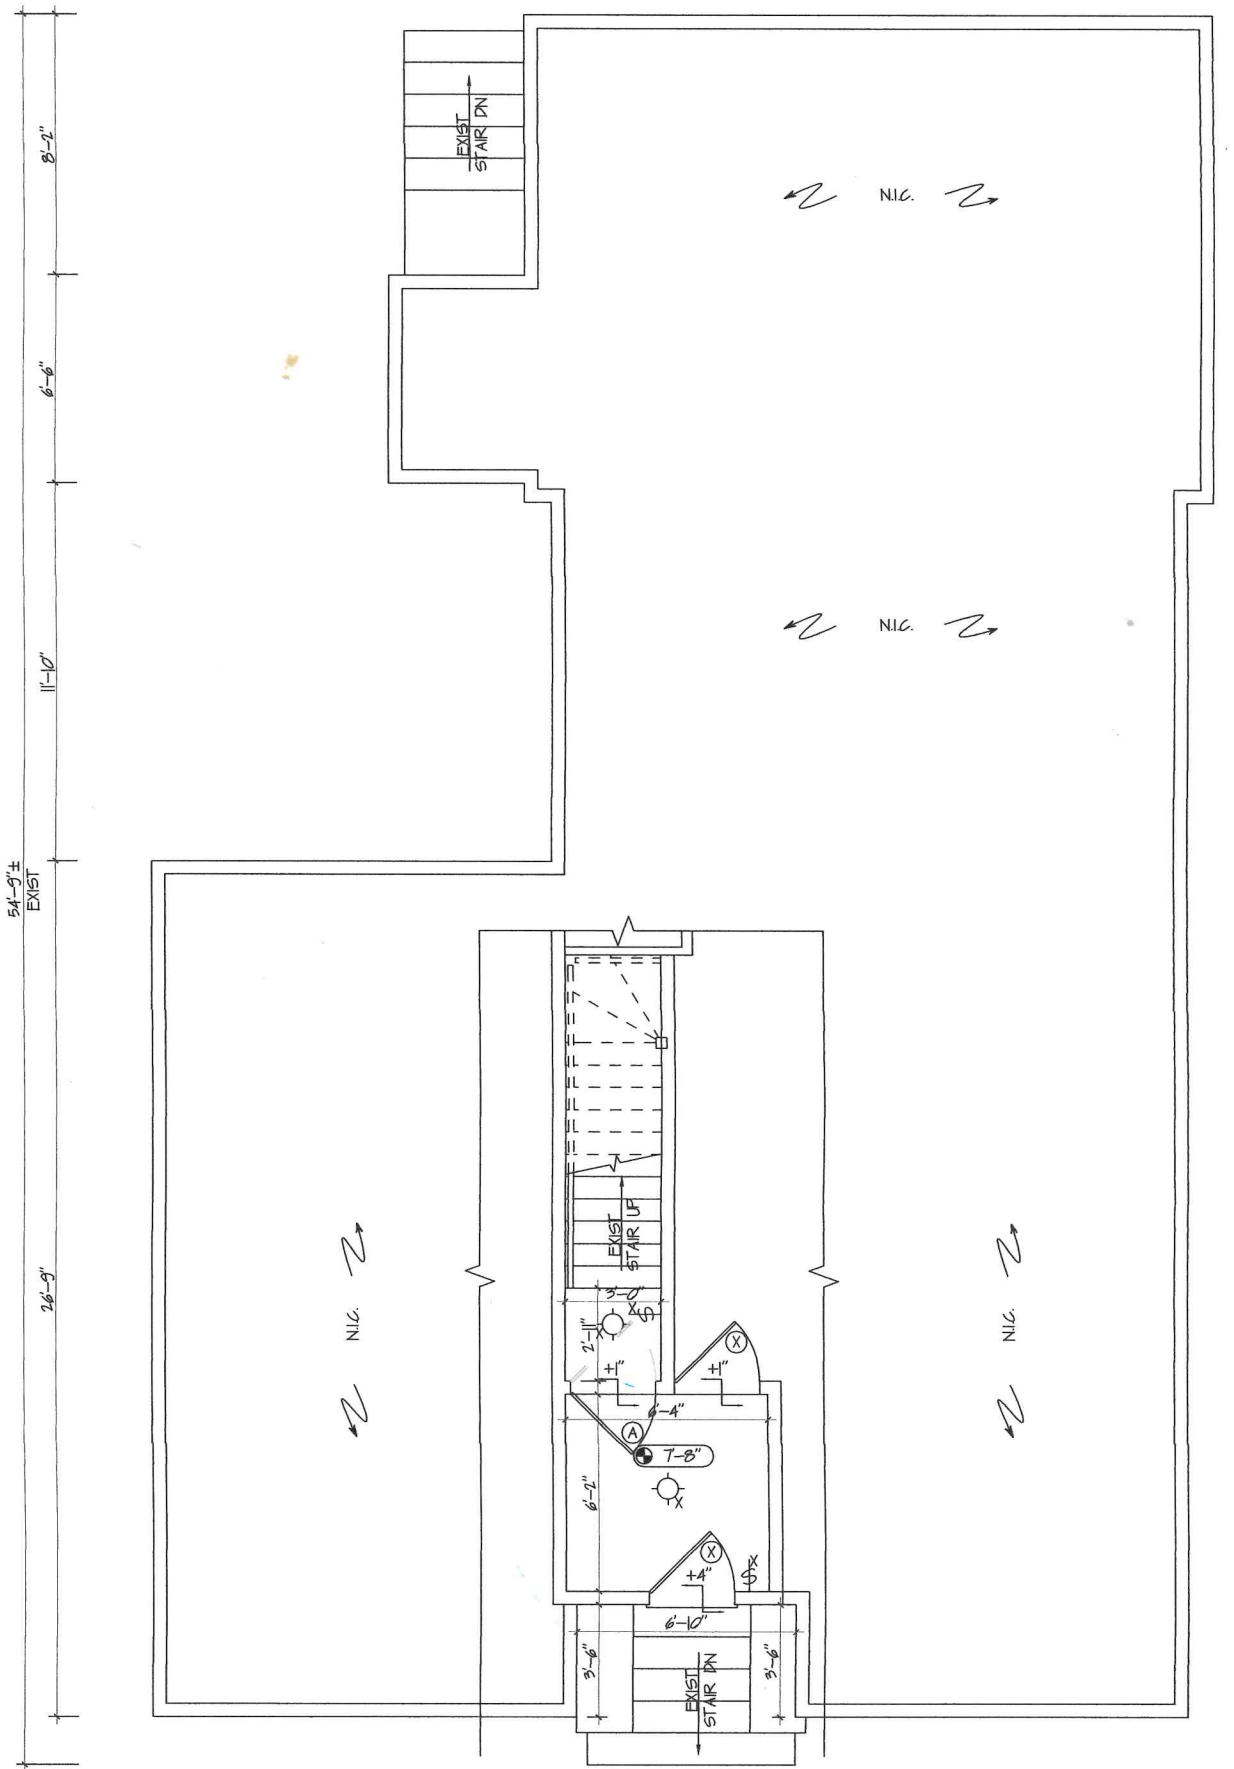 8'-2"
EXIST
STAIR DN
N.I.C.
6'-6"
N.I.C.
11'-10"
54'-9"±
EXIST
26'-9"
N.I.C.
EXIST
STAIR UP
N.I.C.
3'-0"
X
S
X
2'-11"
±1"
±1"
X
6'-4"
A
7'-8"
6'-2"
X
X
+4"
X
S
6'-10"
3'-6"
3'-6"
EXIST
STAIR DN